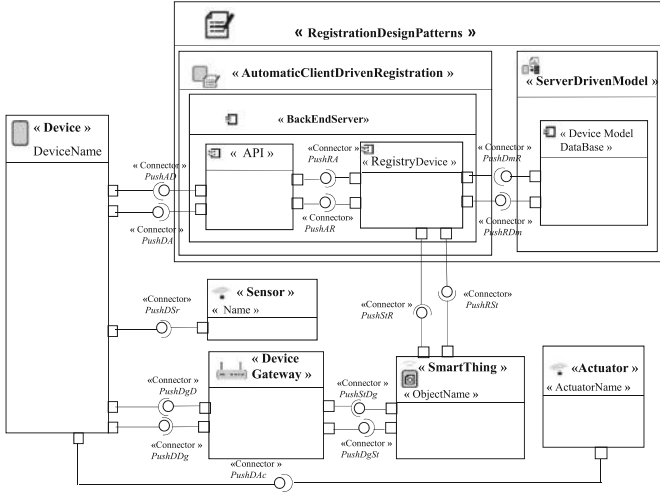 « RegistrationDesignPatterns »
« AutomaticClientDrivenRegistration »
« ServerDrivenModel »
« BackEndServer»
« Device »
DeviceName
« API »
«Connector »
PushRA
«Connector »
PushAR
« RegistryDevice »
«Connector »
PushDmR
«Connector »
PushRDm
« Device Model
DataBase »
« Connector »
PushAD
« Connector »
PushDA
«Connector»
PushDSr
« Sensor »
« Name »
«Connector »
PushStR
«Connector»
PushRSt
« Device
Gateway »
«Connector »
PushDgD
«Connector »
PushDDg
«Connector »
PushStDg
«Connector »
PushDgSt
« SmartThing »
« ObjectName »
«Actuator »
« ActuatorName »
«Connector »
PushDAc